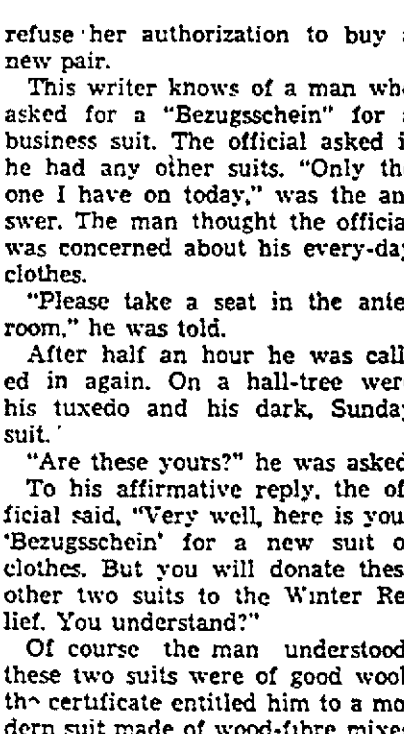 refuse her authorization to buy
new pair.
This writer knows of a man wh
asked for a "Bezugsschein" for
business suit. The official asked i
he had any other suits. "Only th
one I have on today," was the an
swer. The man thought the officia
was concerned about his every-da
clothes.
"Please take a seat in the ante
room," he was told.
After half an hour he was call
ed in again. On a hall-tree wer
his tuxedo and his dark, Sunda
suit.
"Are these yours?" he was asked
To his affirmative reply, the of
ficial said, "Very well, here is you
'Bezugsschein' for a new suit o
clothes. But you will donate thes
other two suits to the Winter Re
lief. You understand?"
Of course the man understood
these two suits were of good wool
the certificate entitled him to a mo
dern suit made of wood-fibre mixe